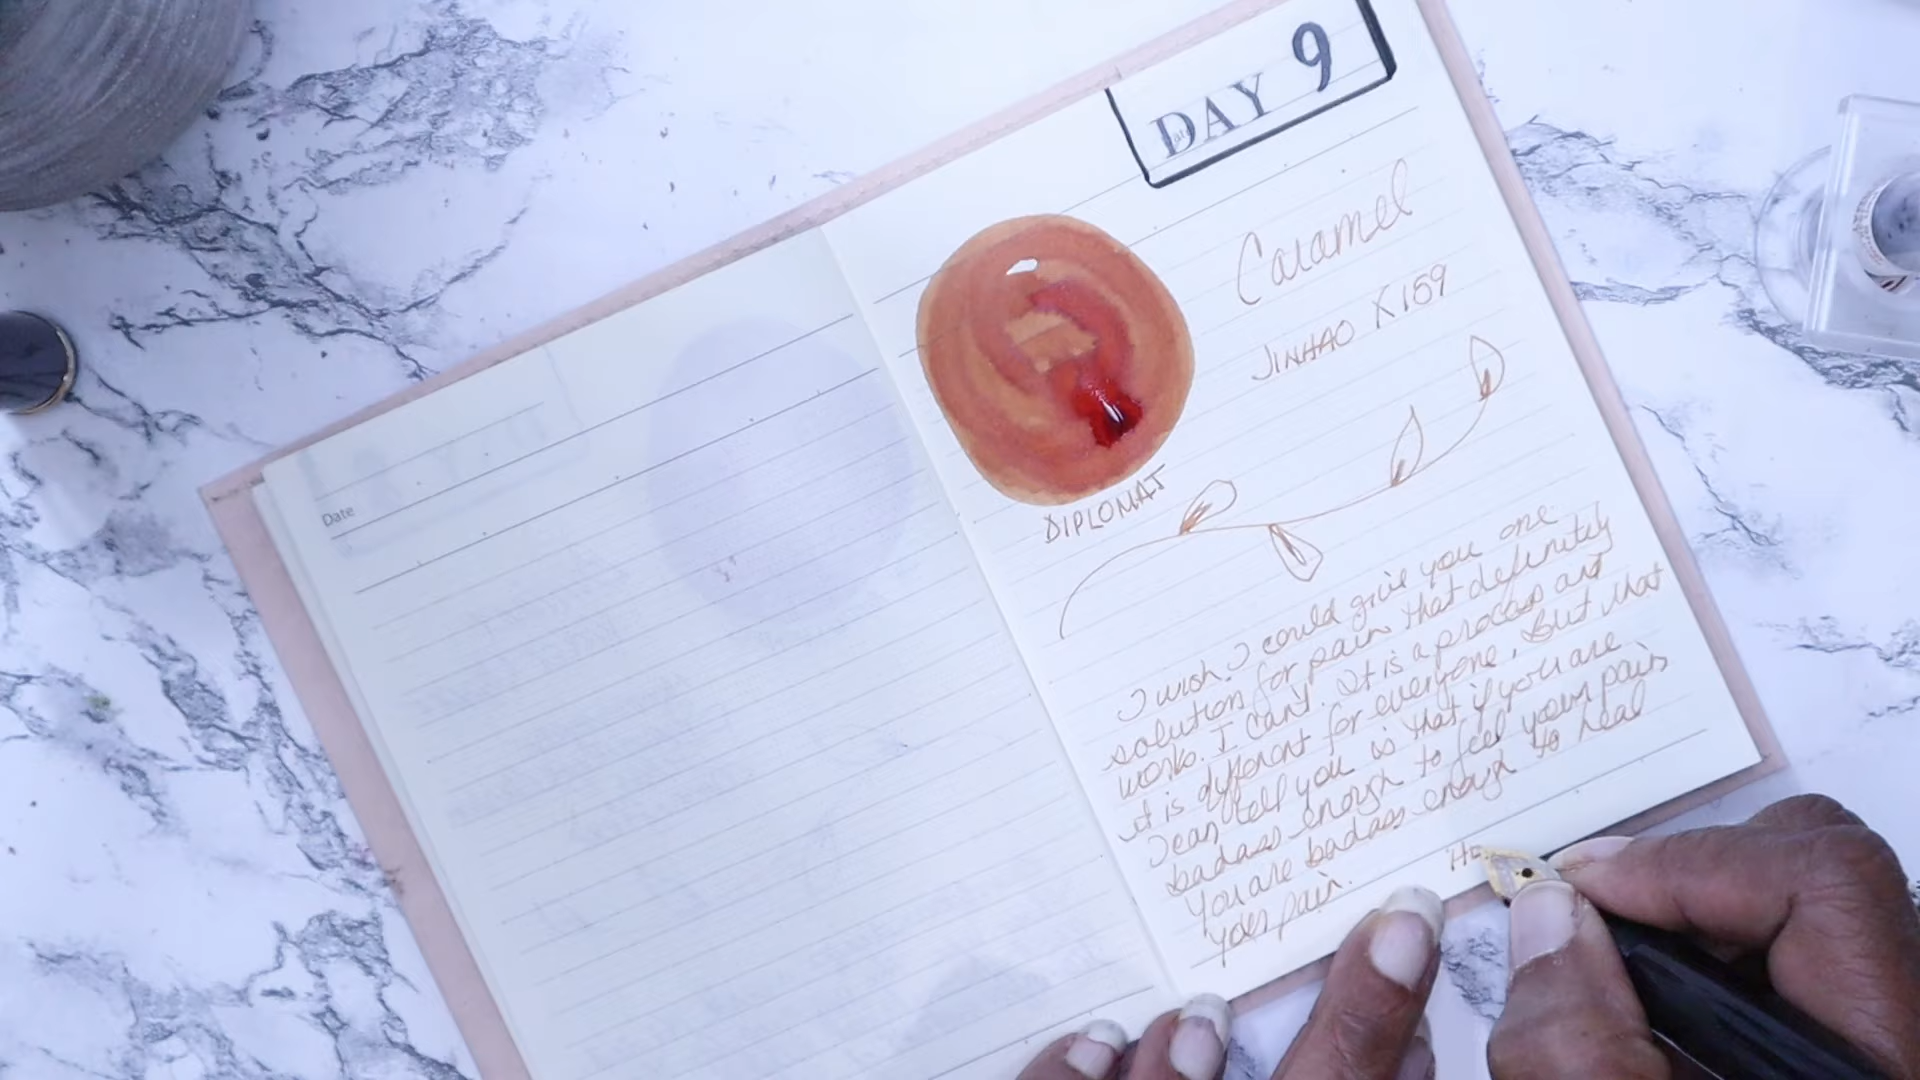 Date
DAY 9
Caramel
JINHAO X159
DIPLOMAT
I wish I could give you one
solution for pain that definitely
works. I can't. It is a process and
it is different for everyone. But what
I can tell you is that if you are
badass enough to feel your pain
you are badass enough to heal
your pain.